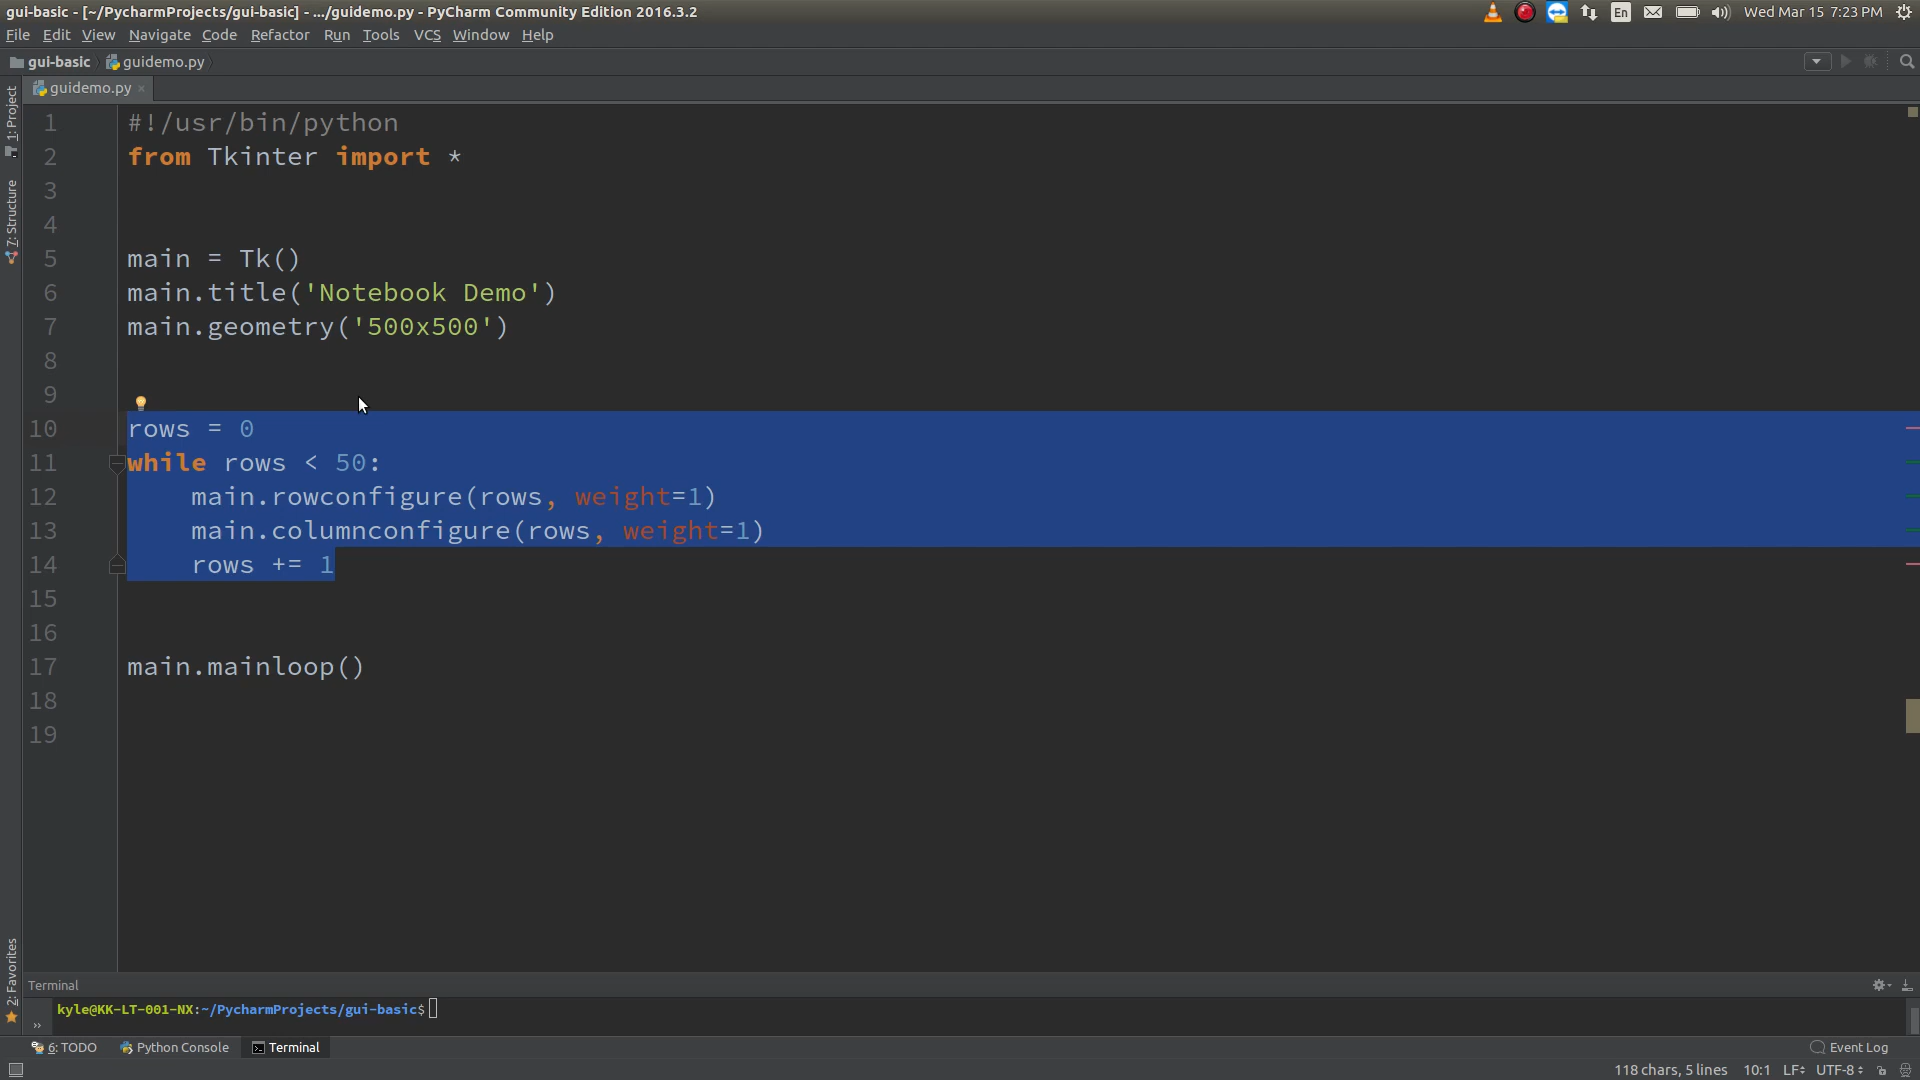 gui-basic - [~/PycharmProjects/gui-basic] - .../guidemo.py - PyCharm Community Edition 2016.3.2
En
Wed Mar 15 7:23 PM
File Edit View Navigate Code Refactor Run Tools VCS Window Help
gui-basic guidemo.py
guidemo.py
1: Project
7: Structure
2: Favorites
1 #!/usr/bin/python
2 from Tkinter import *
3
4
5 main = Tk()
6 main.title('Notebook Demo')
7 main.geometry('500x500')
8
9
10 rows = 0
11 while rows < 50:
12     main.rowconfigure(rows, weight=1)
13     main.columnconfigure(rows, weight=1)
14     rows += 1
15
16
17 main.mainloop()
18
19
Terminal
kyle@KK-LT-001-NX:~/PycharmProjects/gui-basic$
»
6: TODO Python Console Terminal Event Log
118 chars, 5 lines 10:1 LF÷ UTF-8÷